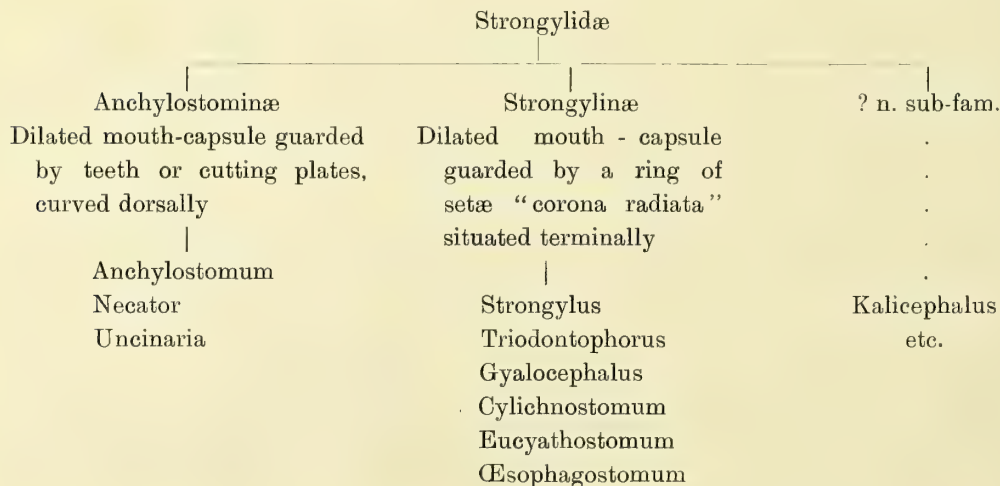 Strongylidæ
Anchylostominæ
Dilated mouth-capsule guarded
by teeth or cutting plates,
curved dorsally
Anchylostomum
Necator
Uncinaria
Strongylinæ
Dilated mouth - capsule
guarded by a ring of
setæ “corona radiata”
situated terminally
Strongylus
Triodontophorus
Gyalocephalus
Cylichnostomum
Eucyathostomum
Œsophagostomum
? n. sub-fam.
.
.
.
.
.
Kalicephalus
etc.